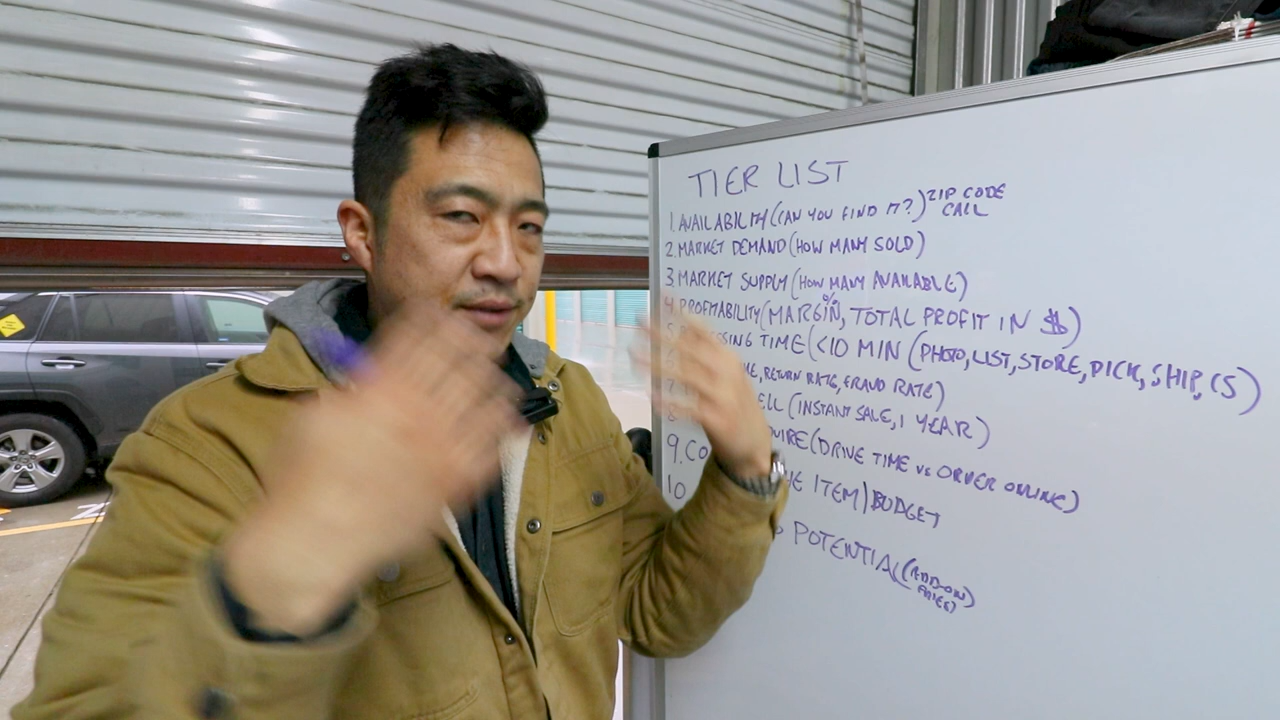 TIER LIST
1. AVAILABILITY (CAN YOU FIND IT?) ZIP CODE
CALL
2. MARKET DEMAND (HOW MANY SOLD)
3. MARKET SUPPLY (HOW MANY AVAILABLE)
4. PROFITABILITY (MARGIN%, TOTAL PROFIT IN $)
SSING TIME (<10 MIN (PHOTO, LIST, STORE, PICK, SHIP, CS)
, RETURN RATE, FRAUD RATE)
ELL (INSTANT SALE, 1 YEAR)
UIRE (DRIVE TIME vs ORDER ONLINE)
9. CO ITEM) BUDGET
10 POTENTIAL